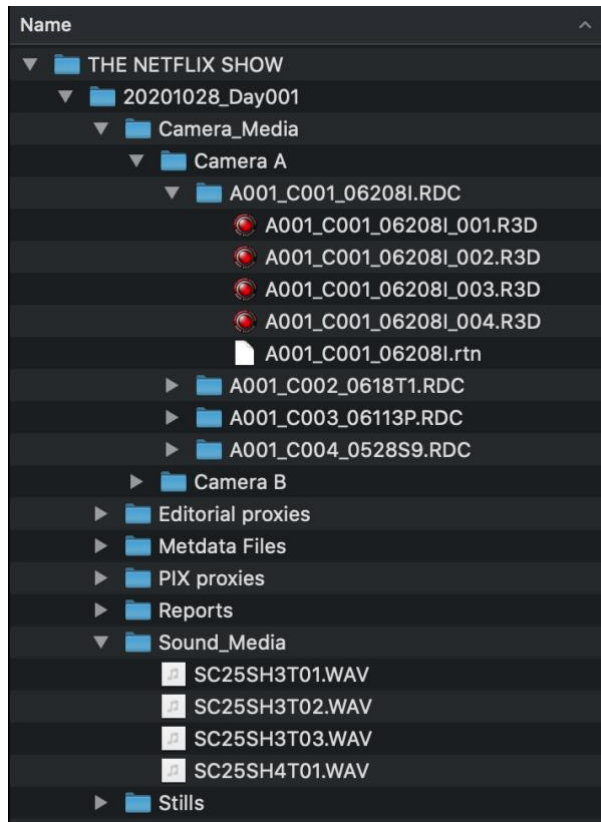 Name
THE NETFLIX SHOW
20201028_Day001
Camera_Media
Camera A
A001_C001_06208I.RDC
A001_C001_06208I_001.R3D
A001_C001_06208I_002.R3D
A001_C001_06208I_003.R3D
A001_C001_06208I_004.R3D
A001_C001_06208I.rtn
A001_C002_0618T1.RDC
A001_C003_06113P.RDC
A001_C004_0528S9.RDC
Camera B
Editorial proxies
Metdata Files
PIX proxies
Reports
Sound_Media
SC25SH3T01.WAV
SC25SH3T02.WAV
SC25SH3T03.WAV
SC25SH4T01.WAV
Stills